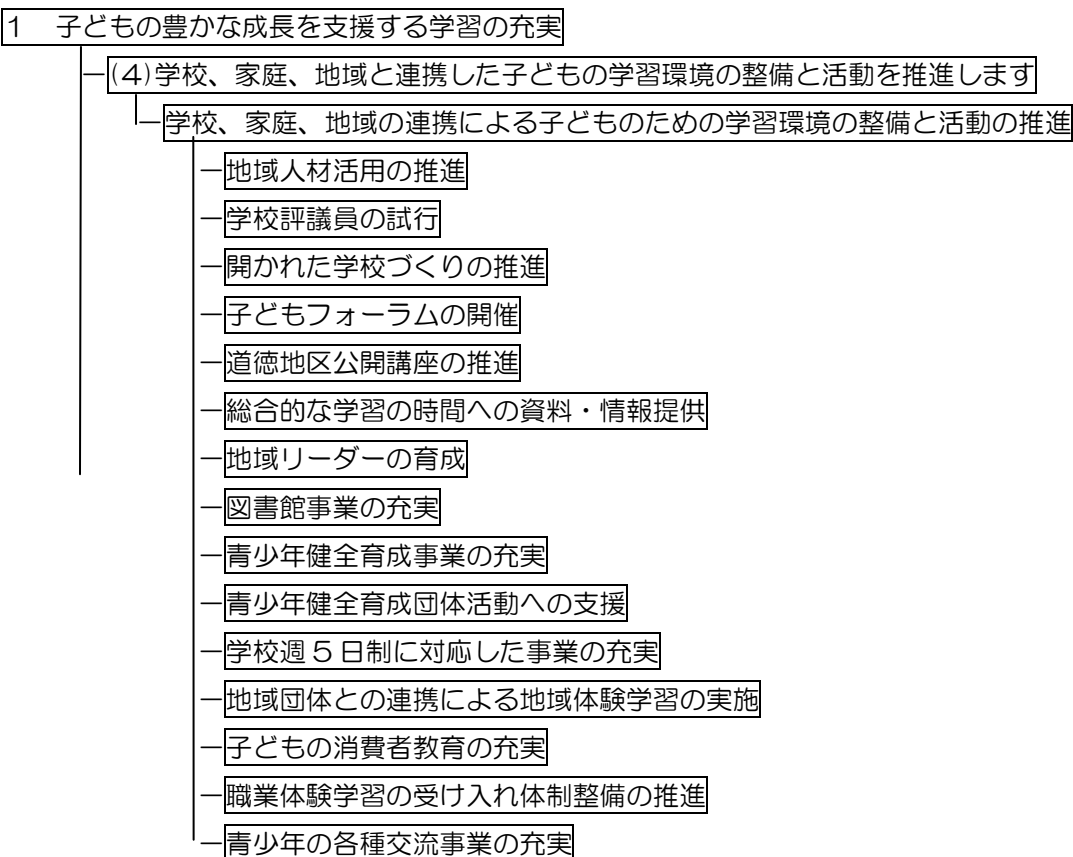 1　子どもの豊かな成長を支援する学習の充実
(4)学校、家庭、地域と連携した子どもの学習環境の整備と活動を推進します
学校、家庭、地域の連携による子どものための学習環境の整備と活動の推進
地域人材活用の推進
学校評議員の試行
開かれた学校づくりの推進
子どもフォーラムの開催
道徳地区公開講座の推進
総合的な学習の時間への資料・情報提供
地域リーダーの育成
図書館事業の充実
青少年健全育成事業の充実
青少年健全育成団体活動への支援
学校週5日制に対応した事業の充実
地域団体との連携による地域体験学習の実施
子どもの消費者教育の充実
職業体験学習の受け入れ体制整備の推進
青少年の各種交流事業の充実